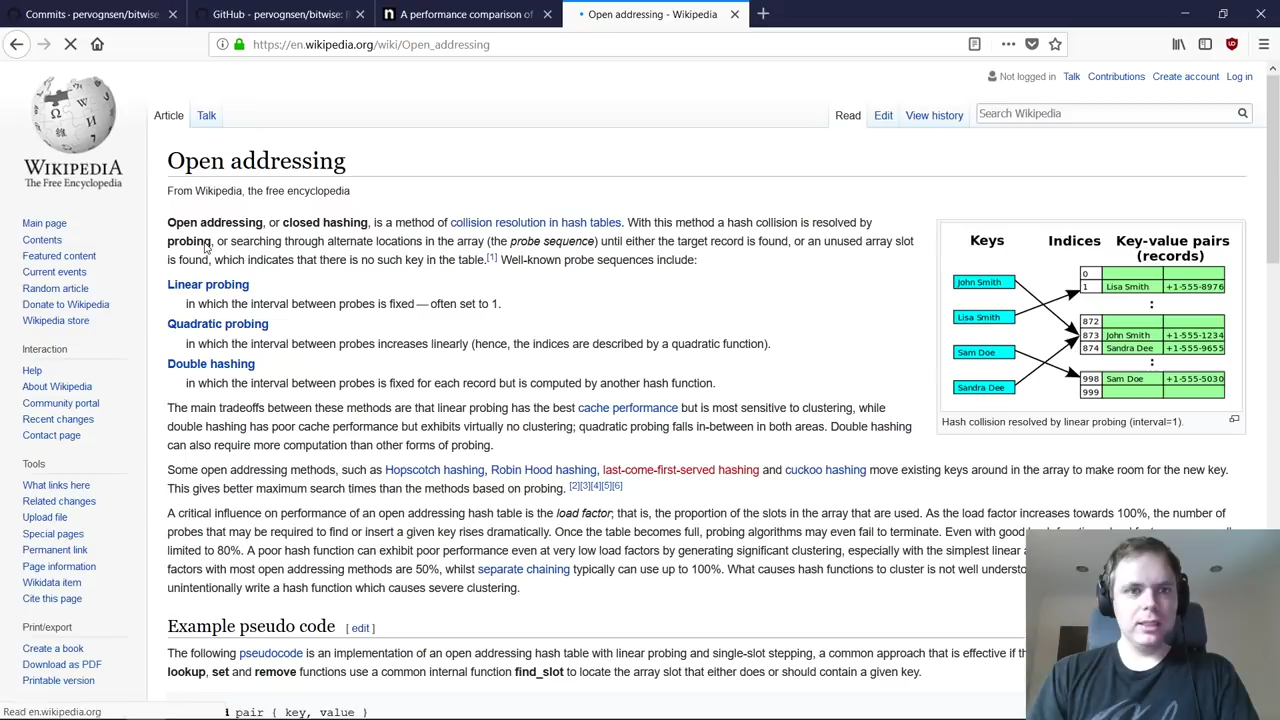 Commits · pervognsen/bitwise
GitHub - pervognsen/bitwise: 
A performance comparison of
Open addressing - Wikipedia
https://en.wikipedia.org/wiki/Open_addressing
Not logged in Talk Contributions Create account Log in
Article Talk
Read Edit View history
Search Wikipedia
WIKIPEDIA
The Free Encyclopedia
Main page
Contents
Featured content
Current events
Random article
Donate to Wikipedia
Wikipedia store
Interaction
Help
About Wikipedia
Community portal
Recent changes
Contact page
Tools
What links here
Related changes
Upload file
Special pages
Permanent link
Page information
Wikidata item
Cite this page
Print/export
Create a book
Download as PDF
Printable version
Read en.wikipedia.org
Open addressing
From Wikipedia, the free encyclopedia
Open addressing, or closed hashing, is a method of collision resolution in hash tables. With this method a hash collision is resolved by
probing, or searching through alternate locations in the array (the probe sequence) until either the target record is found, or an unused array slot
is found, which indicates that there is no such key in the table.[1] Well-known probe sequences include:
Linear probing
in which the interval between probes is fixed — often set to 1.
Quadratic probing
in which the interval between probes increases linearly (hence, the indices are described by a quadratic function).
Double hashing
in which the interval between probes is fixed for each record but is computed by another hash function.
The main tradeoffs between these methods are that linear probing has the best cache performance but is most sensitive to clustering, while
double hashing has poor cache performance but exhibits virtually no clustering; quadratic probing falls in-between in both areas. Double hashing
can also require more computation than other forms of probing.
Keys Indices Key-value pairs
(records)
0
John Smith 1 Lisa Smith +1-555-8976
:
Lisa Smith 872
873 John Smith +1-555-1234
Sam Doe 874 Sandra Dee +1-555-9655
:
Sandra Dee 998 Sam Doe +1-555-5030
999
Hash collision resolved by linear probing (interval=1).
Some open addressing methods, such as Hopscotch hashing, Robin Hood hashing, last-come-first-served hashing and cuckoo hashing move existing keys around in the array to make room for the new key.
This gives better maximum search times than the methods based on probing. [2][3][4][5][6]
A critical influence on performance of an open addressing hash table is the load factor; that is, the proportion of the slots in the array that are used. As the load factor increases towards 100%, the number of
probes that may be required to find or insert a given key rises dramatically. Once the table becomes full, probing algorithms may even fail to terminate. Even with good
limited to 80%. A poor hash function can exhibit poor performance even at very low load factors by generating significant clustering, especially with the simplest linear
factors with most open addressing methods are 50%, whilst separate chaining typically can use up to 100%. What causes hash functions to cluster is not well understo
unintentionally write a hash function which causes severe clustering.
Example pseudo code [ edit ]
The following pseudocode is an implementation of an open addressing hash table with linear probing and single-slot stepping, a common approach that is effective if th
lookup, set and remove functions use a common internal function find_slot to locate the array slot that either does or should contain a given key.
pair { key, value }